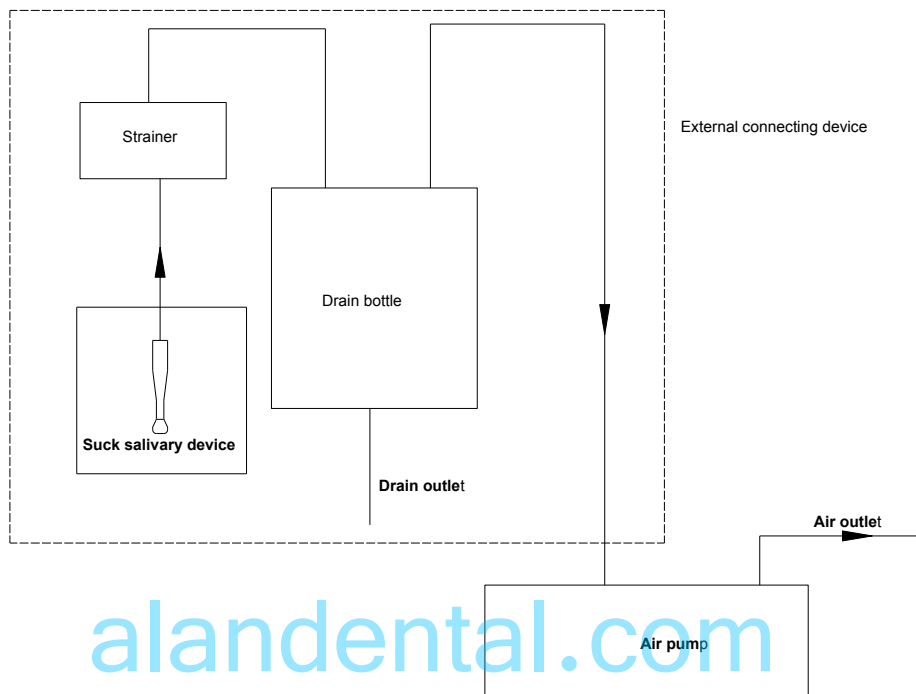 Strainer
External connecting device
Drain bottle
Suck salivary device
Drain outlet
Air outlet
Air pump
alandental.com